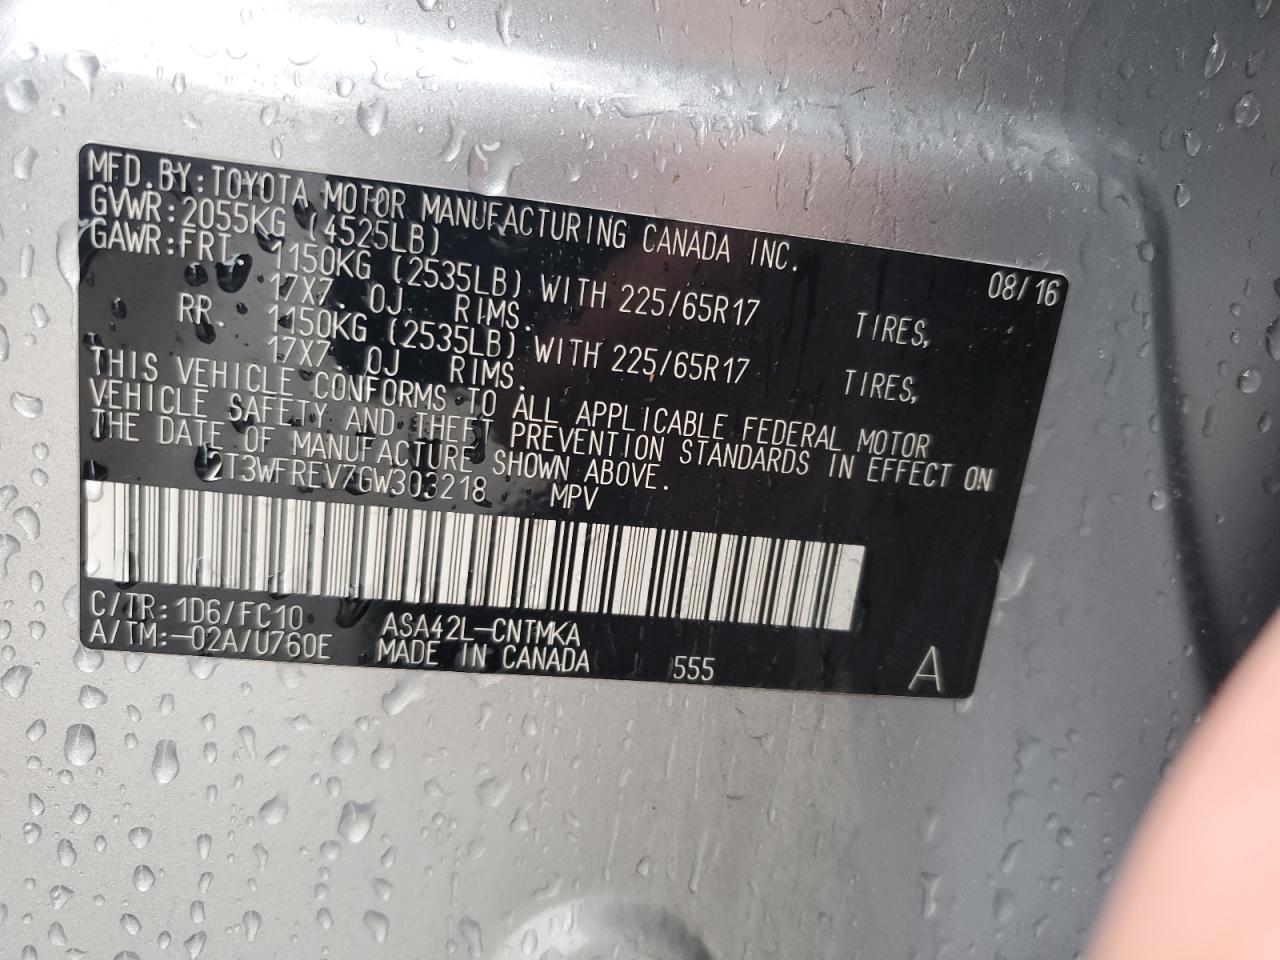 MFD.BY:TOYOTA MOTOR MANUFACTURING CANADA INC.
GVWR:2055KG (4525LB) 08/16
GAWR:FRT. 1150KG (2535LB) WITH 225/65R17 TIRES,
17X7.0J RIMS.
RR. 1150KG (2535LB) WITH 225/65R17 TIRES,
17X7.0J RIMS.
THIS VEHICLE CONFORMS TO ALL APPLICABLE FEDERAL MOTOR
VEHICLE SAFETY AND THEFT PREVENTION STANDARDS IN EFFECT ON
THE DATE OF MANUFACTURE SHOWN ABOVE.
2T3WFREV7GW303218 MPV
C/TR:1D6/FC10 ASA42L-CNTMKA
A/TM:-02A/U760E MADE IN CANADA 555 A